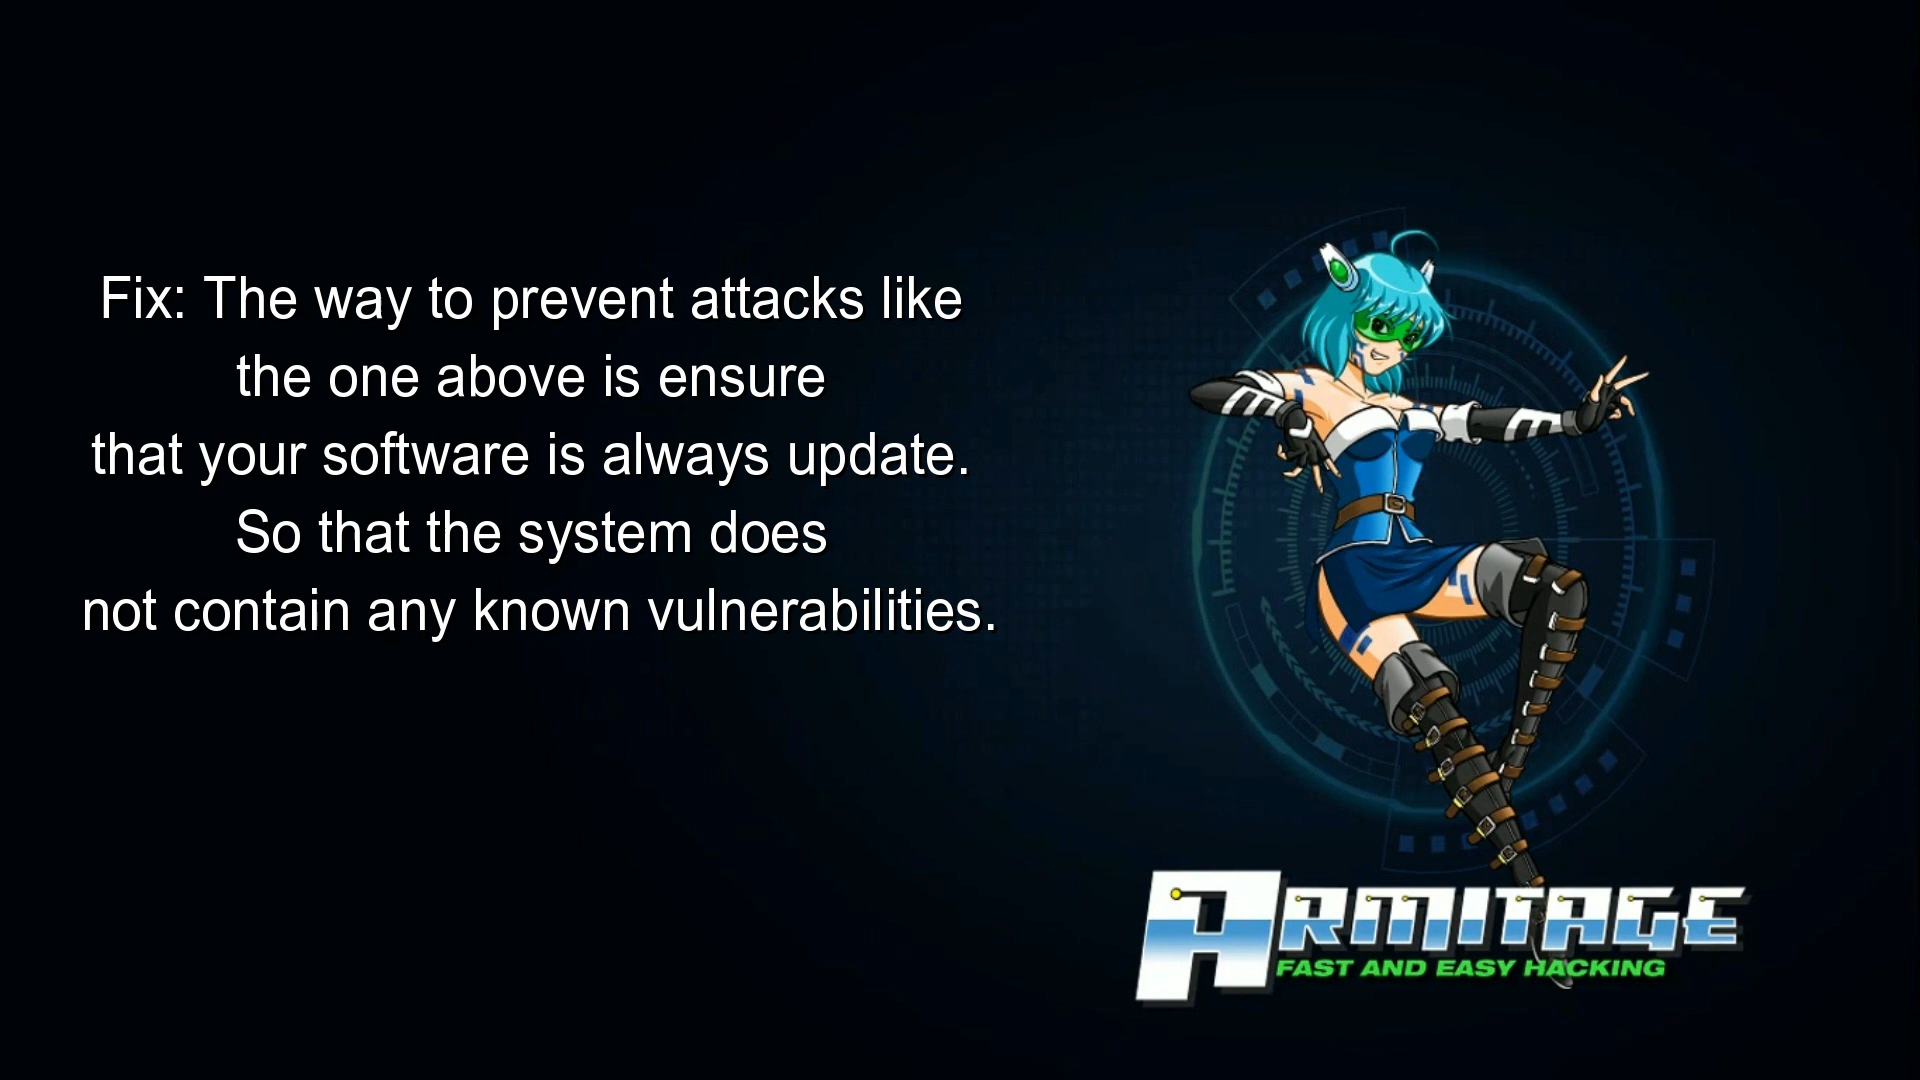 Fix: The way to prevent attacks like
the one above is ensure
that your software is always update.
So that the system does
not contain any known vulnerabilities.
ARMITAGE
FAST AND EASY HACKING